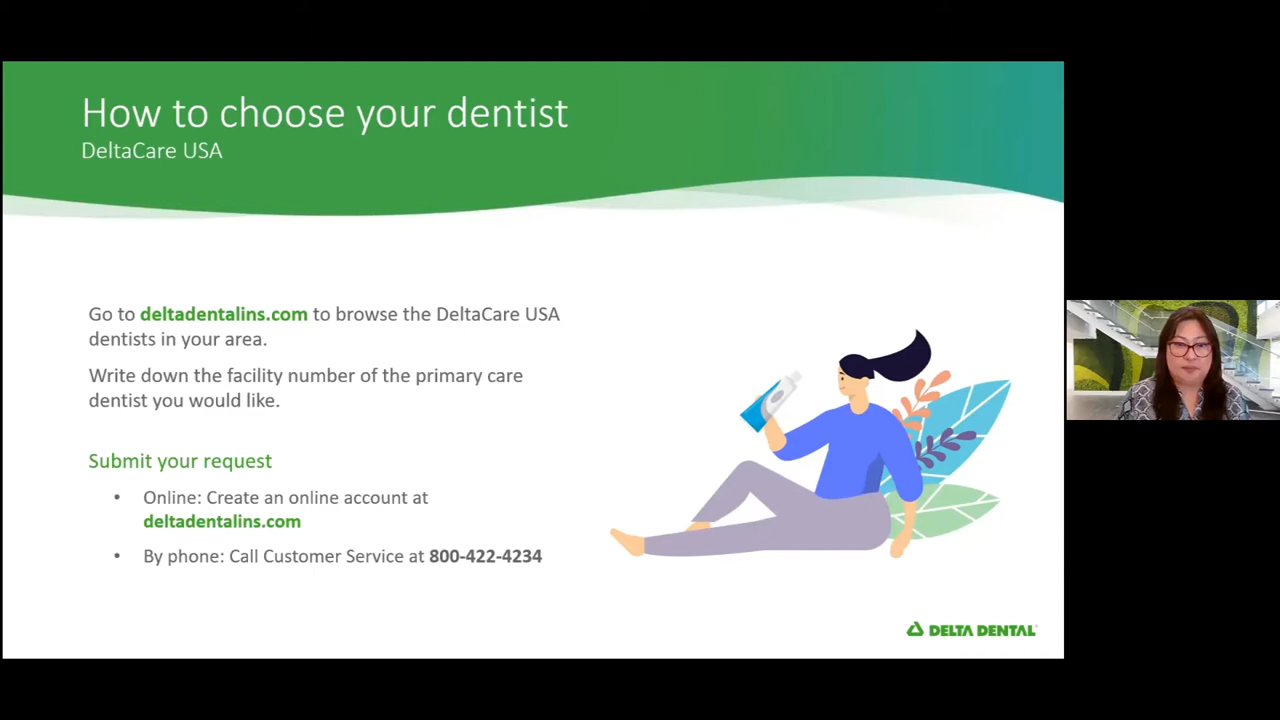 How to choose your dentist
DeltaCare USA
Go to deltadentalins.com to browse the DeltaCare USA
dentists in your area.
Write down the facility number of the primary care
dentist you would like.
Submit your request
• Online: Create an online account at
deltadentalins.com
• By phone: Call Customer Service at 800-422-4234
DELTA DENTAL®